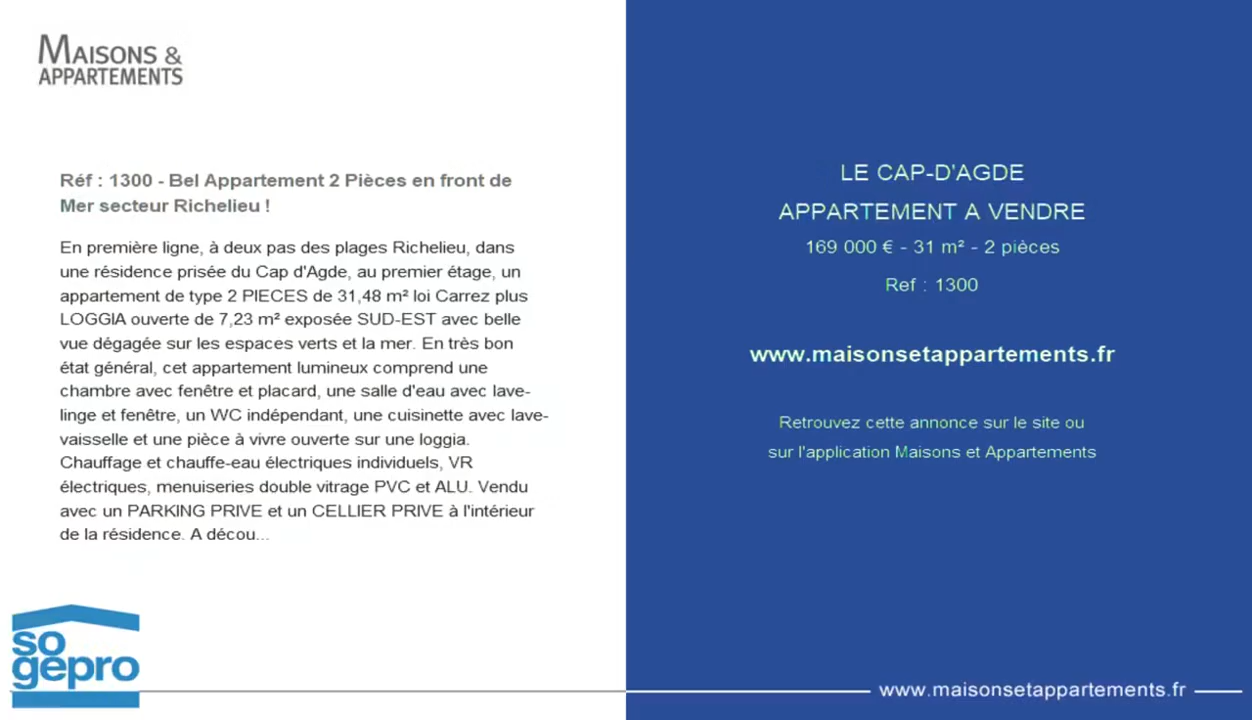 MAISONS &
APPARTEMENTS
Réf : 1300 - Bel Appartement 2 Pièces en front de
Mer secteur Richelieu !
En première ligne, à deux pas des plages Richelieu, dans
une résidence prisée du Cap d'Agde, au premier étage, un
appartement de type 2 PIECES de 31,48 m² loi Carrez plus
LOGGIA ouverte de 7,23 m² exposée SUD-EST avec belle
vue dégagée sur les espaces verts et la mer. En très bon
état général, cet appartement lumineux comprend une
chambre avec fenêtre et placard, une salle d'eau avec lave-
linge et fenêtre, un WC indépendant, une cuisinette avec lave-
vaisselle et une pièce à vivre ouverte sur une loggia.
Chauffage et chauffe-eau électriques individuels, VR
électriques, menuiseries double vitrage PVC et ALU. Vendu
avec un PARKING PRIVE et un CELLIER PRIVE à l'intérieur
de la résidence. A décou...
so
gepro
LE CAP-D'AGDE
APPARTEMENT A VENDRE
169 000 € - 31 m² - 2 pièces
Ref : 1300
www.maisonsetappartements.fr
Retrouvez cette annonce sur le site ou
sur l'application Maisons et Appartements
www.maisonsetappartements.fr